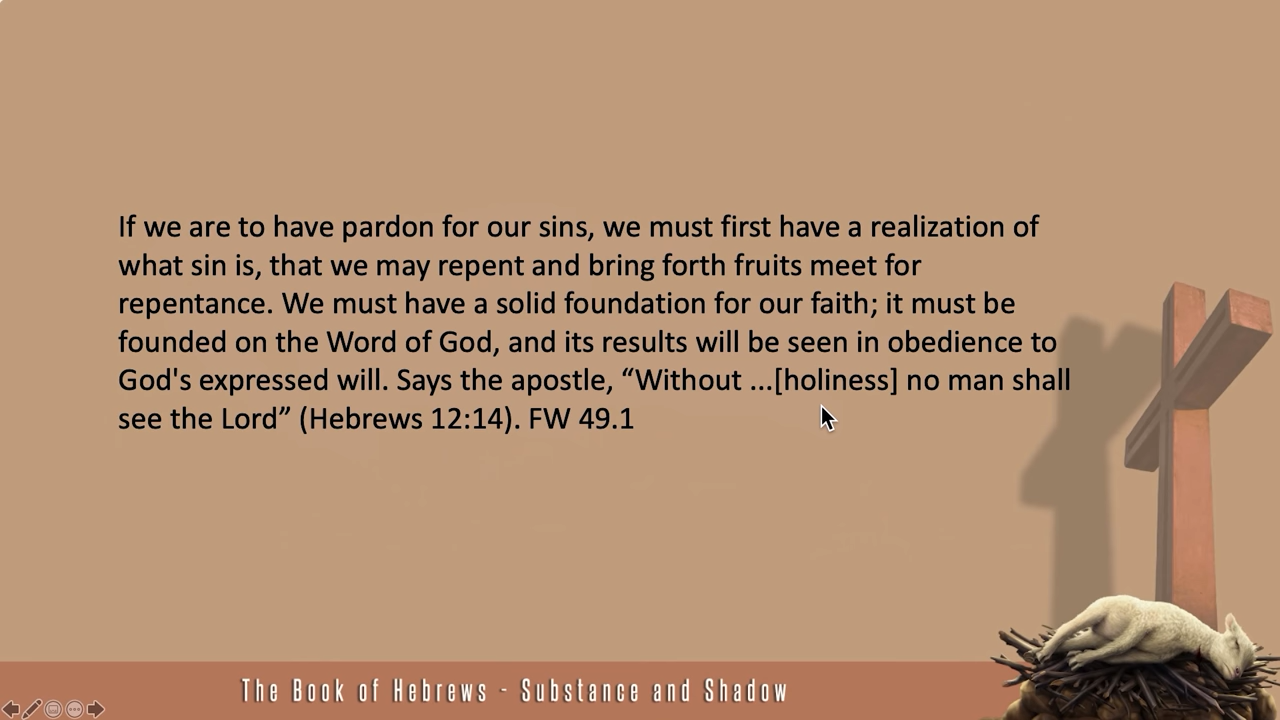 If we are to have pardon for our sins, we must first have a realization of
what sin is, that we may repent and bring forth fruits meet for
repentance. We must have a solid foundation for our faith; it must be
founded on the Word of God, and its results will be seen in obedience to
God's expressed will. Says the apostle, “Without ...[holiness] no man shall
see the Lord” (Hebrews 12:14). FW 49.1
The Book of Hebrews - Substance and Shadow